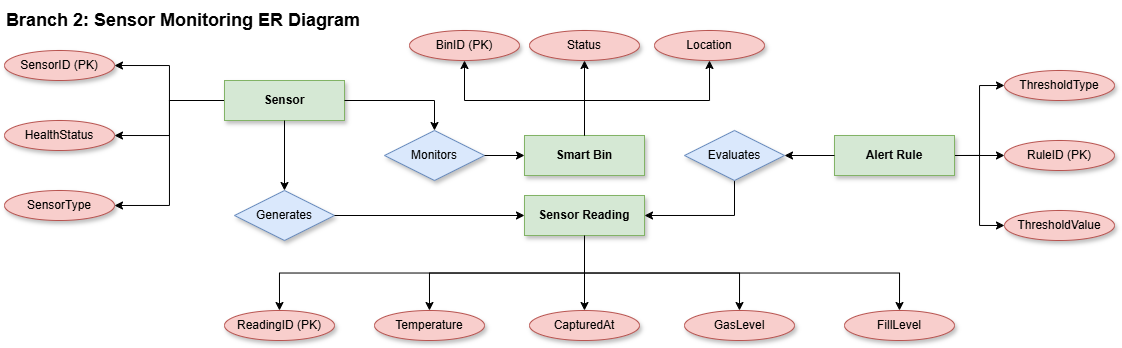 Branch 2: Sensor Monitoring ER Diagram
BinID (PK)
Status
Location
SensorID (PK)
ThresholdType
Sensor
HealthStatus
Monitors
Smart Bin
Evaluates
Alert Rule
RuleID (PK)
SensorType
Generates
Sensor Reading
ThresholdValue
ReadingID (PK)
Temperature
CapturedAt
GasLevel
FillLevel